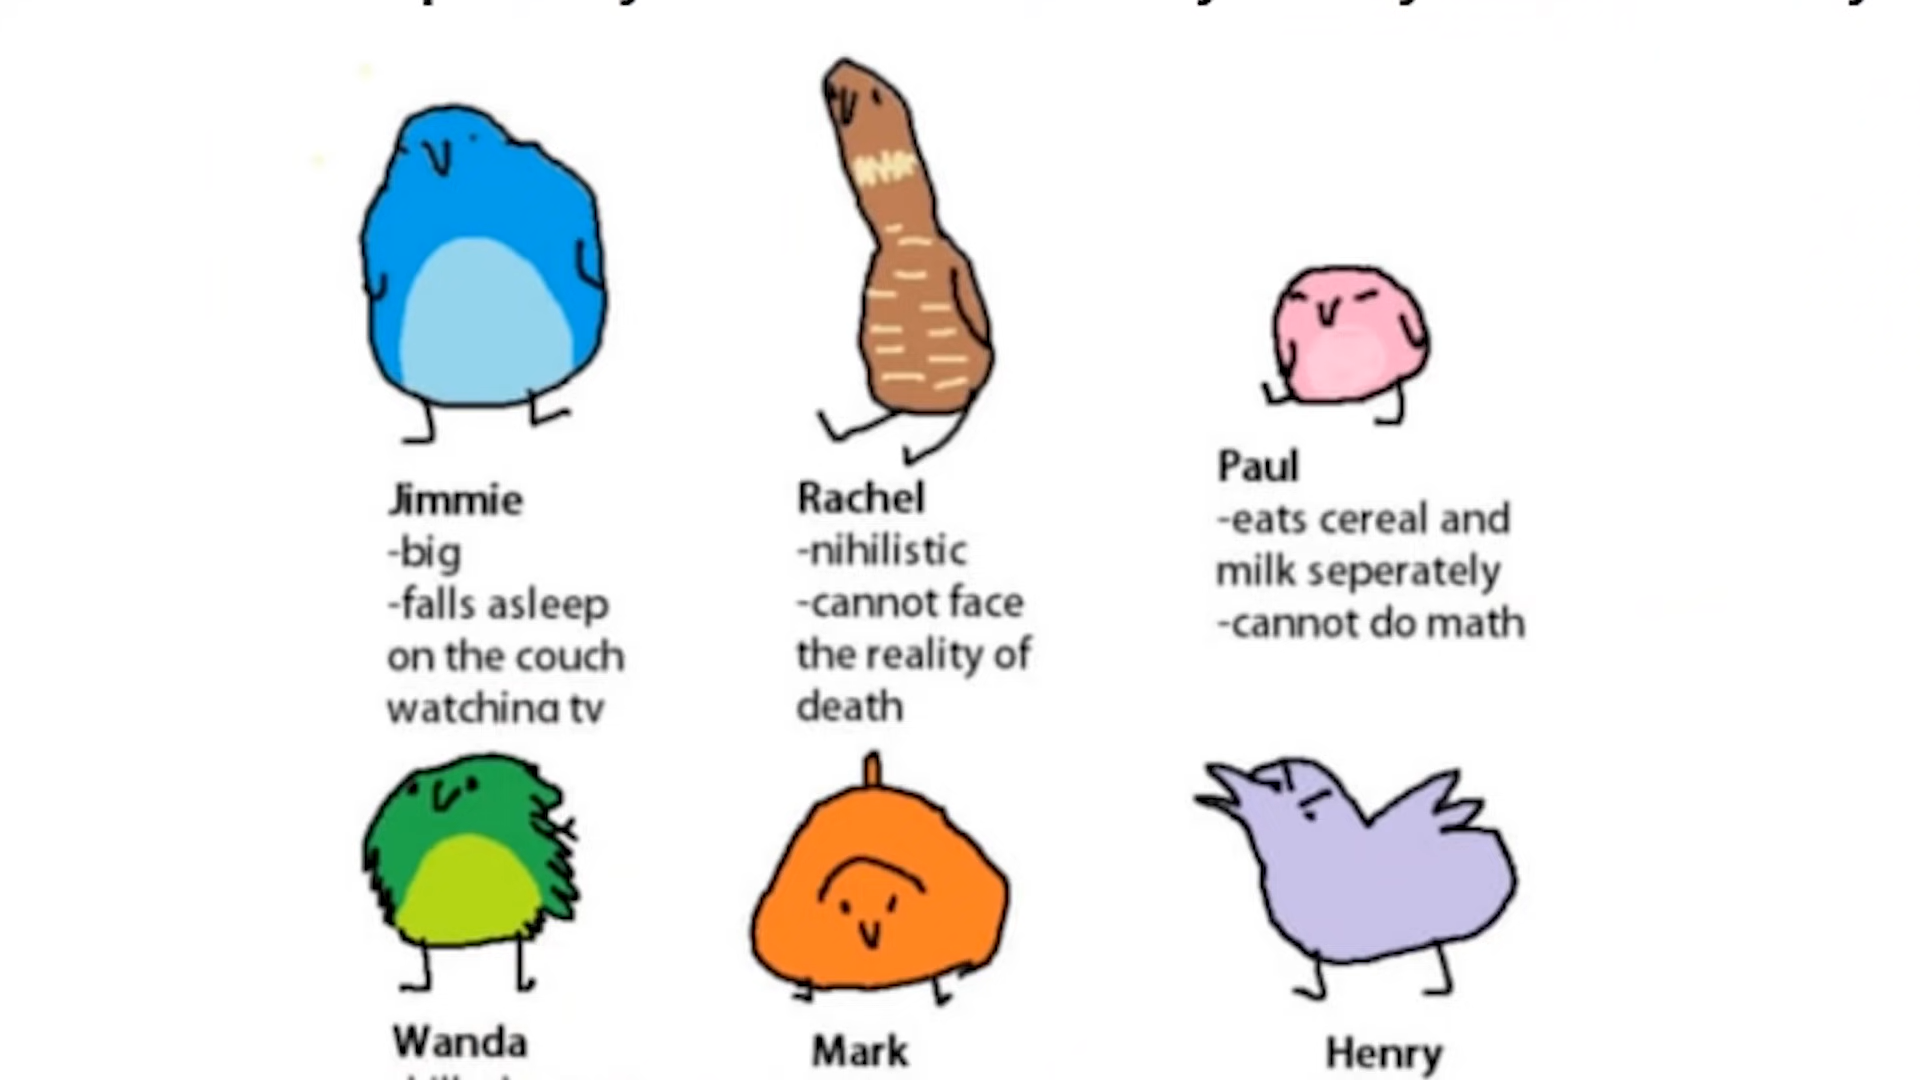 Jimmie
-big
-falls asleep
on the couch
watching tv
Rachel
-nihilistic
-cannot face
the reality of
death
Paul
-eats cereal and
milk seperately
-cannot do math
Wanda
Mark
Henry